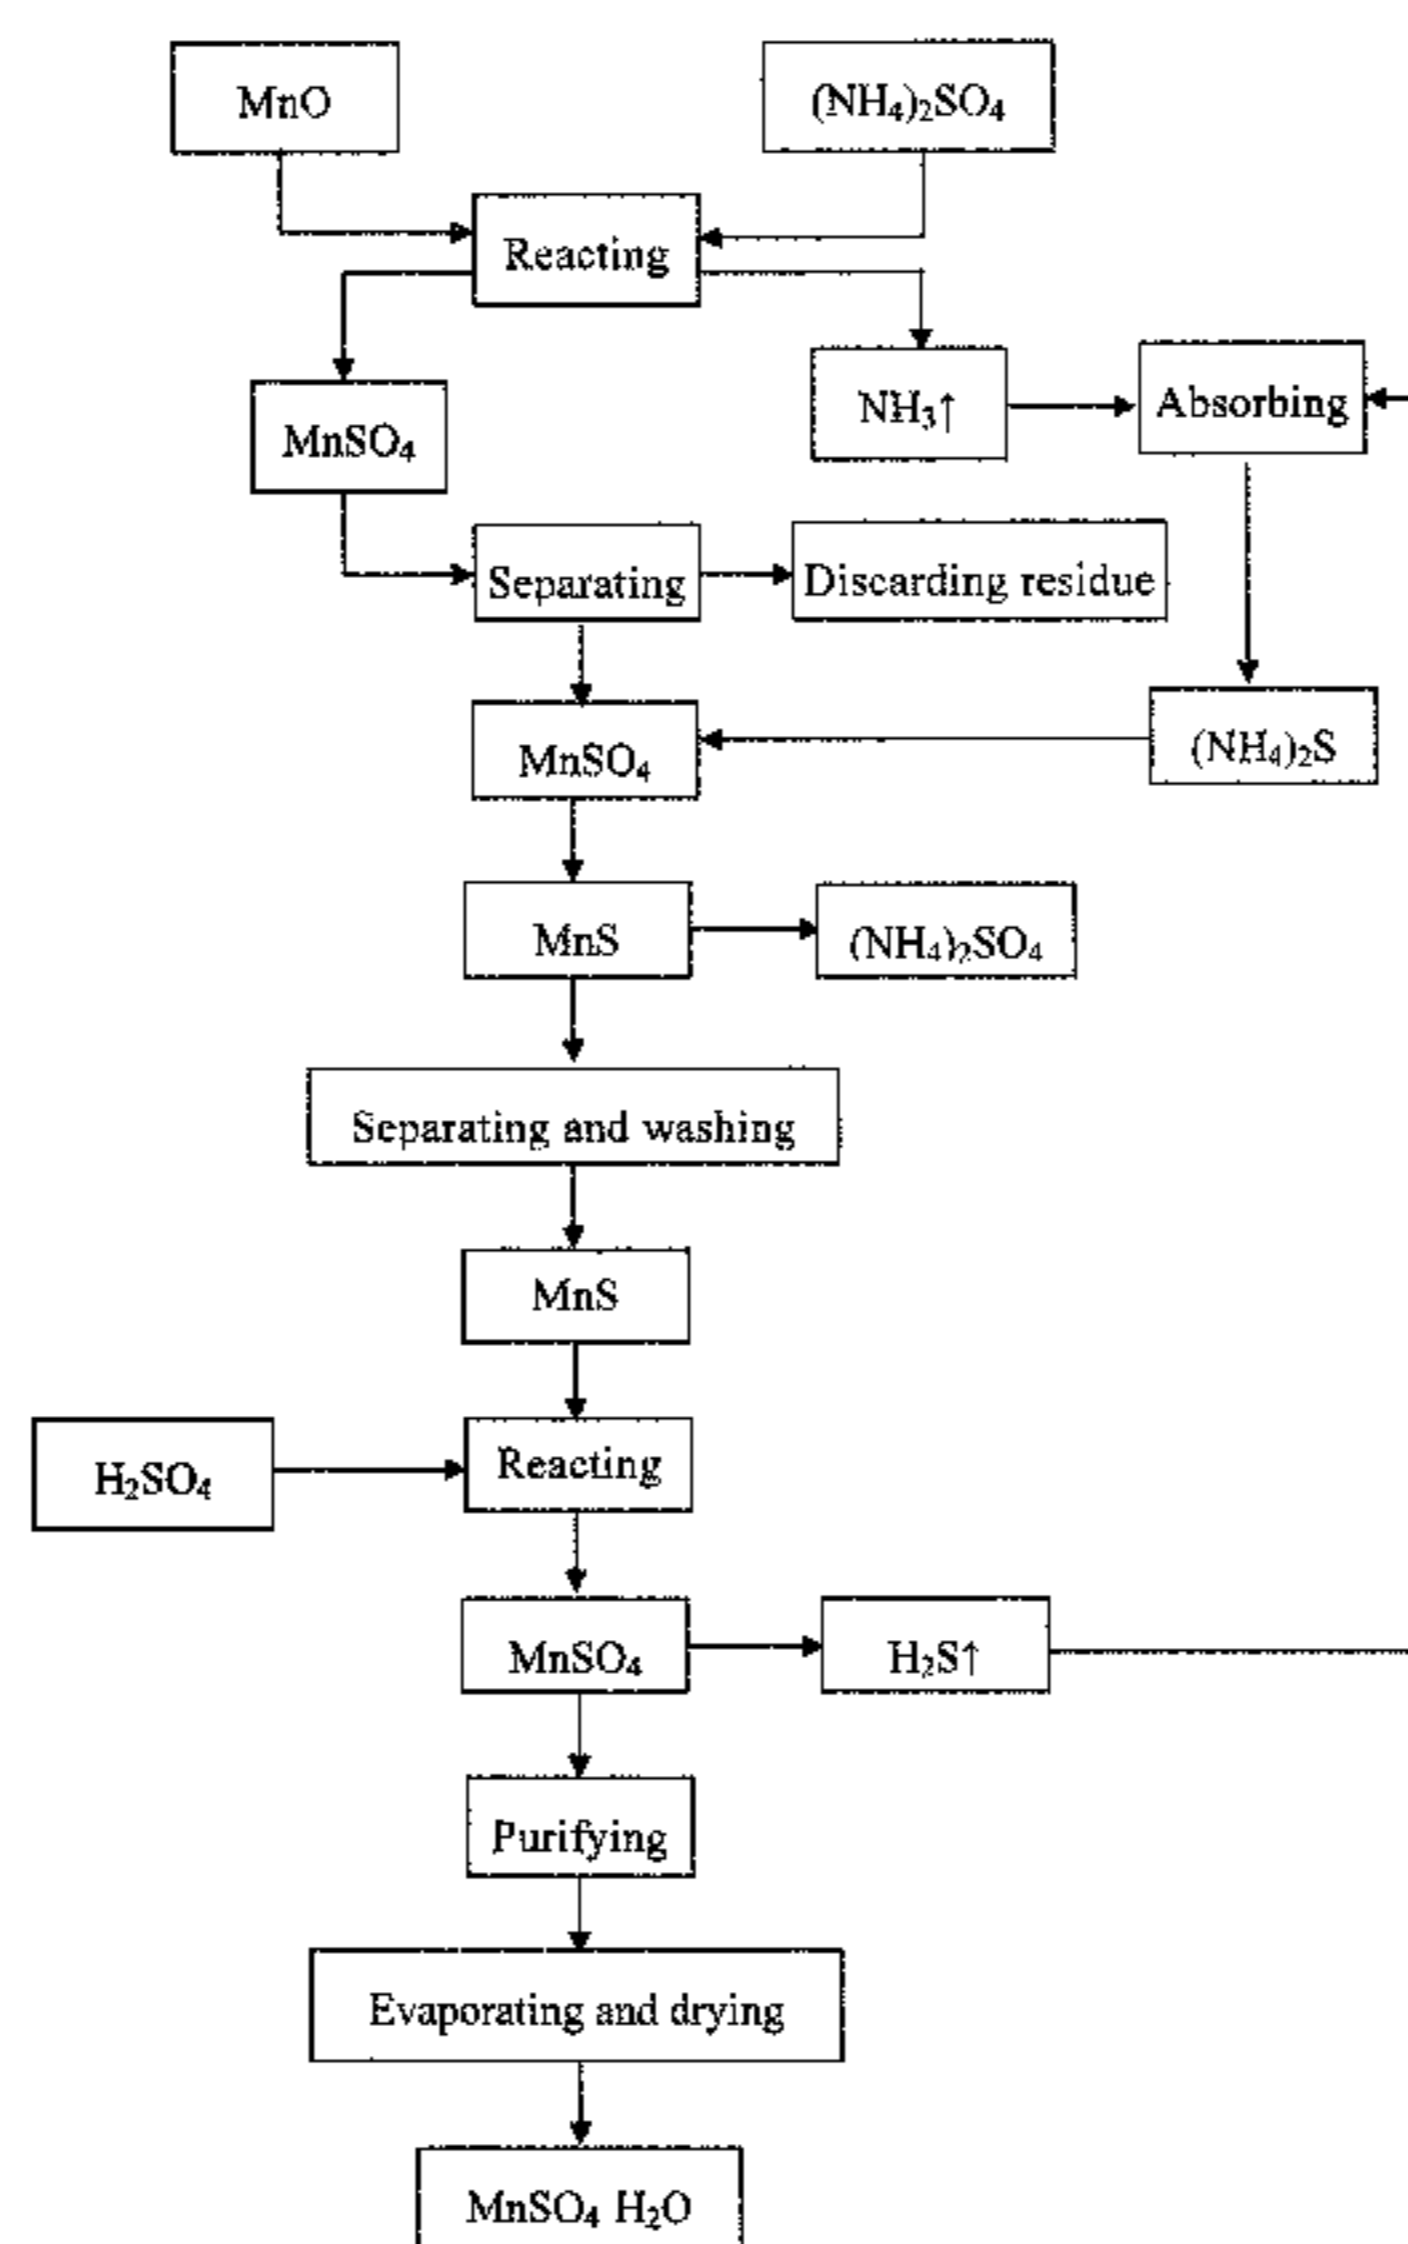 MnO
(NH₄)₂SO₄
Reacting
NH₃↑
Absorbing
MnSO₄
Separating
Discarding residue
MnSO₄
(NH₄)₂S
MnS
(NH₄)₂SO₄
Separating and washing
MnS
H₂SO₄
Reacting
MnSO₄
H₂S↑
Purifying
Evaporating and drying
MnSO₄ H₂O